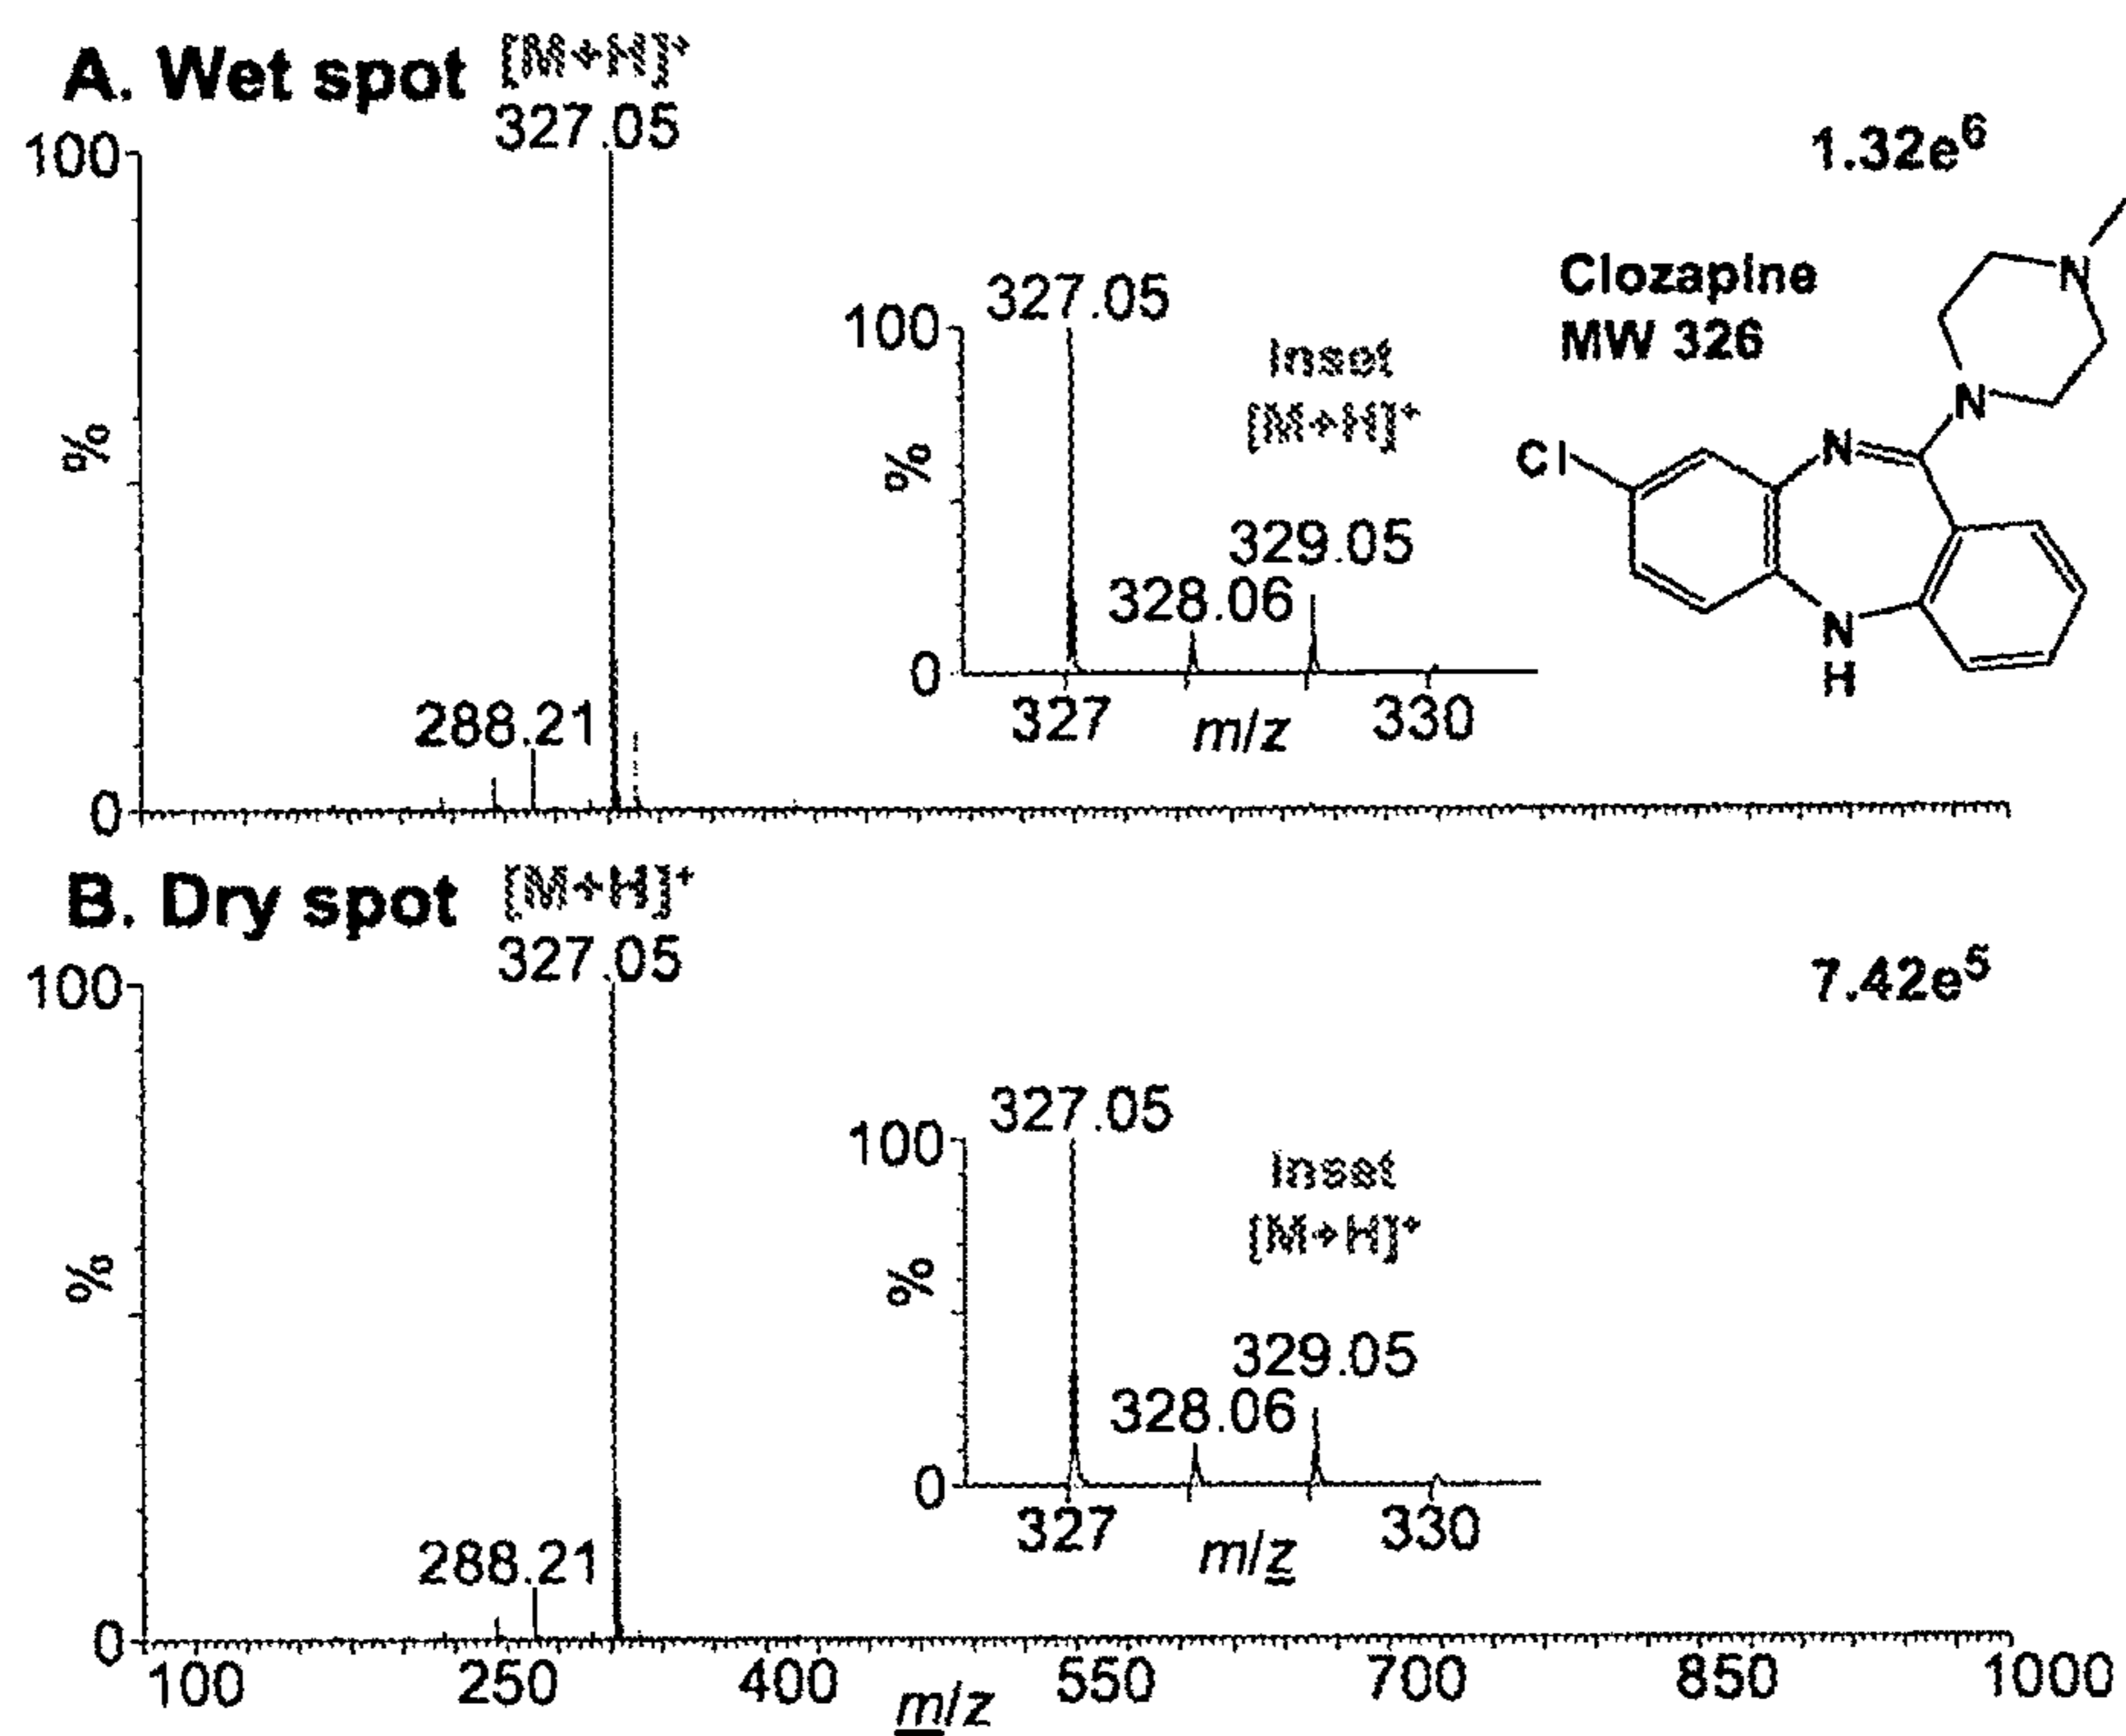 A. Wet spot [M+H]+
327.05
100
1.32e6
%
288.21
0
327.05
100
Inset
[M+H]+
%
329.05
328.06
0
327 m/z 330
Clozapine
MW 326
N
N
N
Cl
N
H
B. Dry spot [M+H]+
327.05
100
7.42e5
%
288.21
0
327.05
100
Inset
[M+H]+
%
329.05
328.06
0
327 m/z 330
100 250 400 550 700 850 1000
m/z